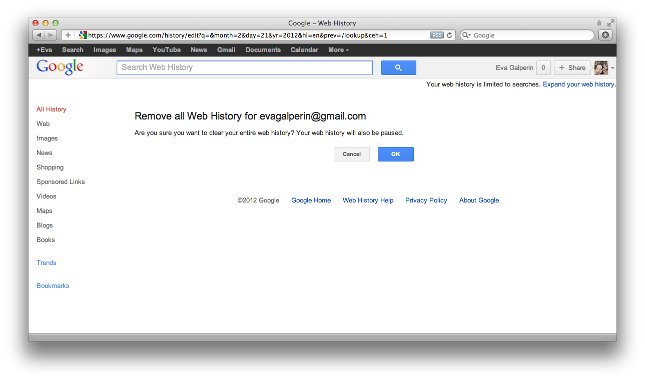 Google - Web History
https://www.google.com/history/edit?q=&month=2&day=21&yr=2012&hl=en&prev=/lookup&ceh=1
RSS
Google
+Eva Search Images Maps YouTube News Gmail Documents Calendar More
Google
Search Web History
Eva Galperin 0 + Share
Your web history is limited to searches. Expand your web history.
All History
Web
Images
News
Shopping
Sponsored Links
Videos
Maps
Blogs
Books
Trends
Bookmarks
Remove all Web History for evagalperin@gmail.com
Are you sure you want to clear your entire web history? Your web history will also be paused.
Cancel OK
©2012 Google Google Home Web History Help Privacy Policy About Google